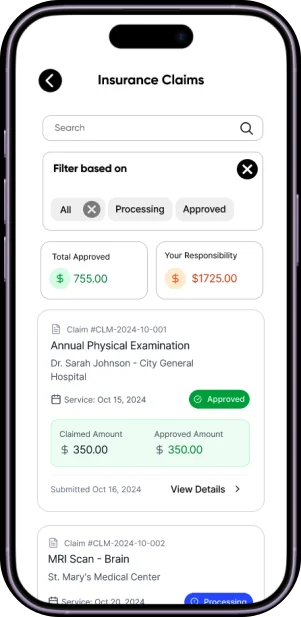 Insurance Claims
Search
Filter based on
All
Processing
Approved
Total Approved
$ 755.00
Your Responsibility
$ $1725.00
Claim #CLM-2024-10-001
Annual Physical Examination
Dr. Sarah Johnson - City General
Hospital
Service: Oct 15, 2024
Approved
Claimed Amount
$ 350.00
Approved Amount
$ 350.00
Submitted Oct 16, 2024
View Details
Claim #CLM-2024-10-002
MRI Scan - Brain
St. Mary's Medical Center
Service: Oct 20, 2024
Processing